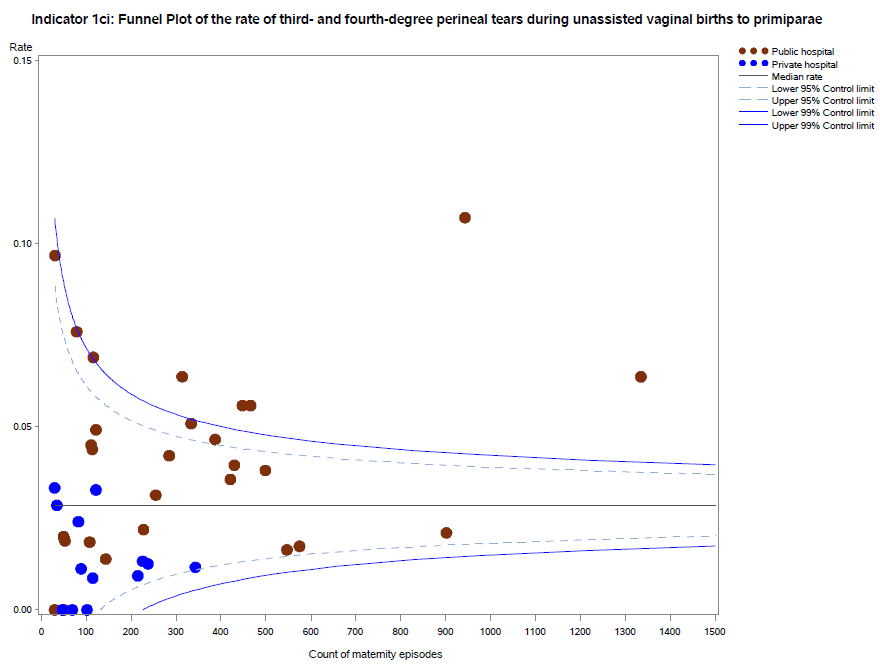 Indicator 1ci: Funnel Plot of the rate of third- and fourth-degree perineal tears during unassisted vaginal births to primiparae
Rate
0.15
0.10
0.05
0.00
0 100 200 300 400 500 600 700 800 900 1000 1100 1200 1300 1400 1500
Count of maternity episodes
Public hospital
Private hospital
Median rate
Lower 95% Control limit
Upper 95% Control limit
Lower 99% Control limit
Upper 99% Control limit